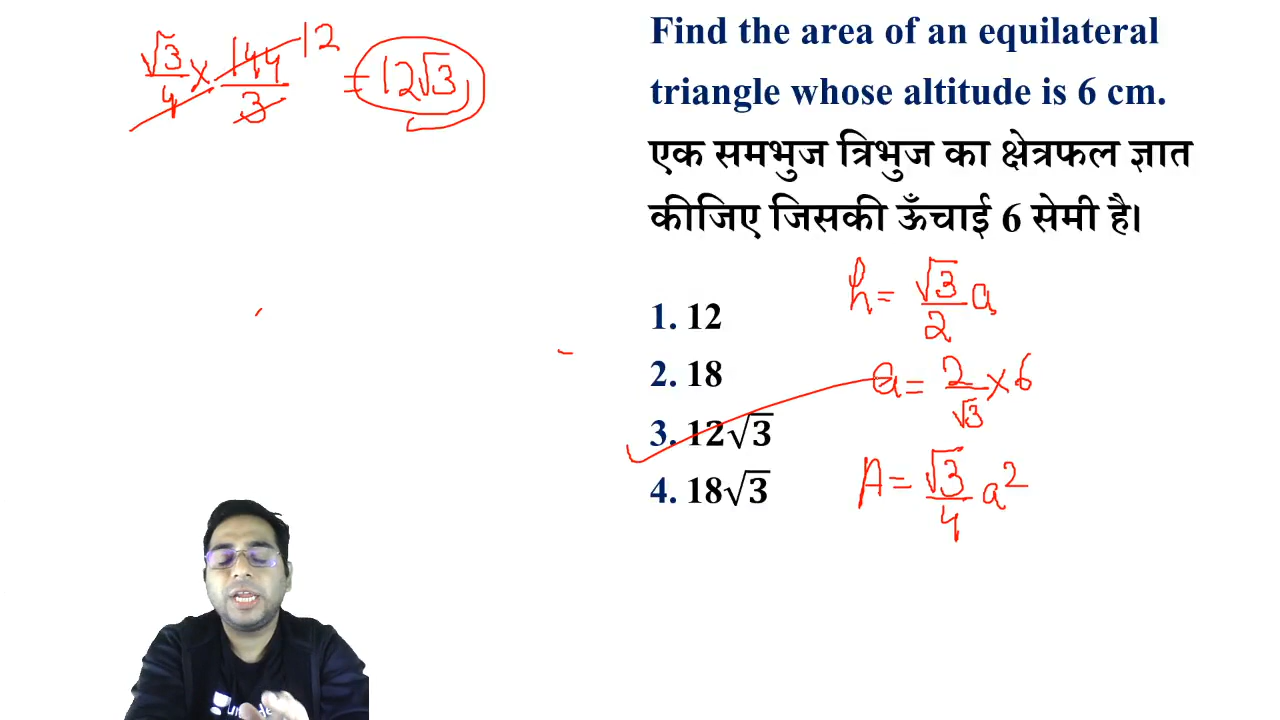 √3/4 × 144/3 12 = 12√3
Find the area of an equilateral
triangle whose altitude is 6 cm.
एक समभुज त्रिभुज का क्षेत्रफल ज्ञात
कीजिए जिसकी ऊँचाई 6 सेमी है।
h = √3/2 a
1. 12
2. 18
a = 2/√3 × 6
3. 12√3
A = √3/4 a²
4. 18√3